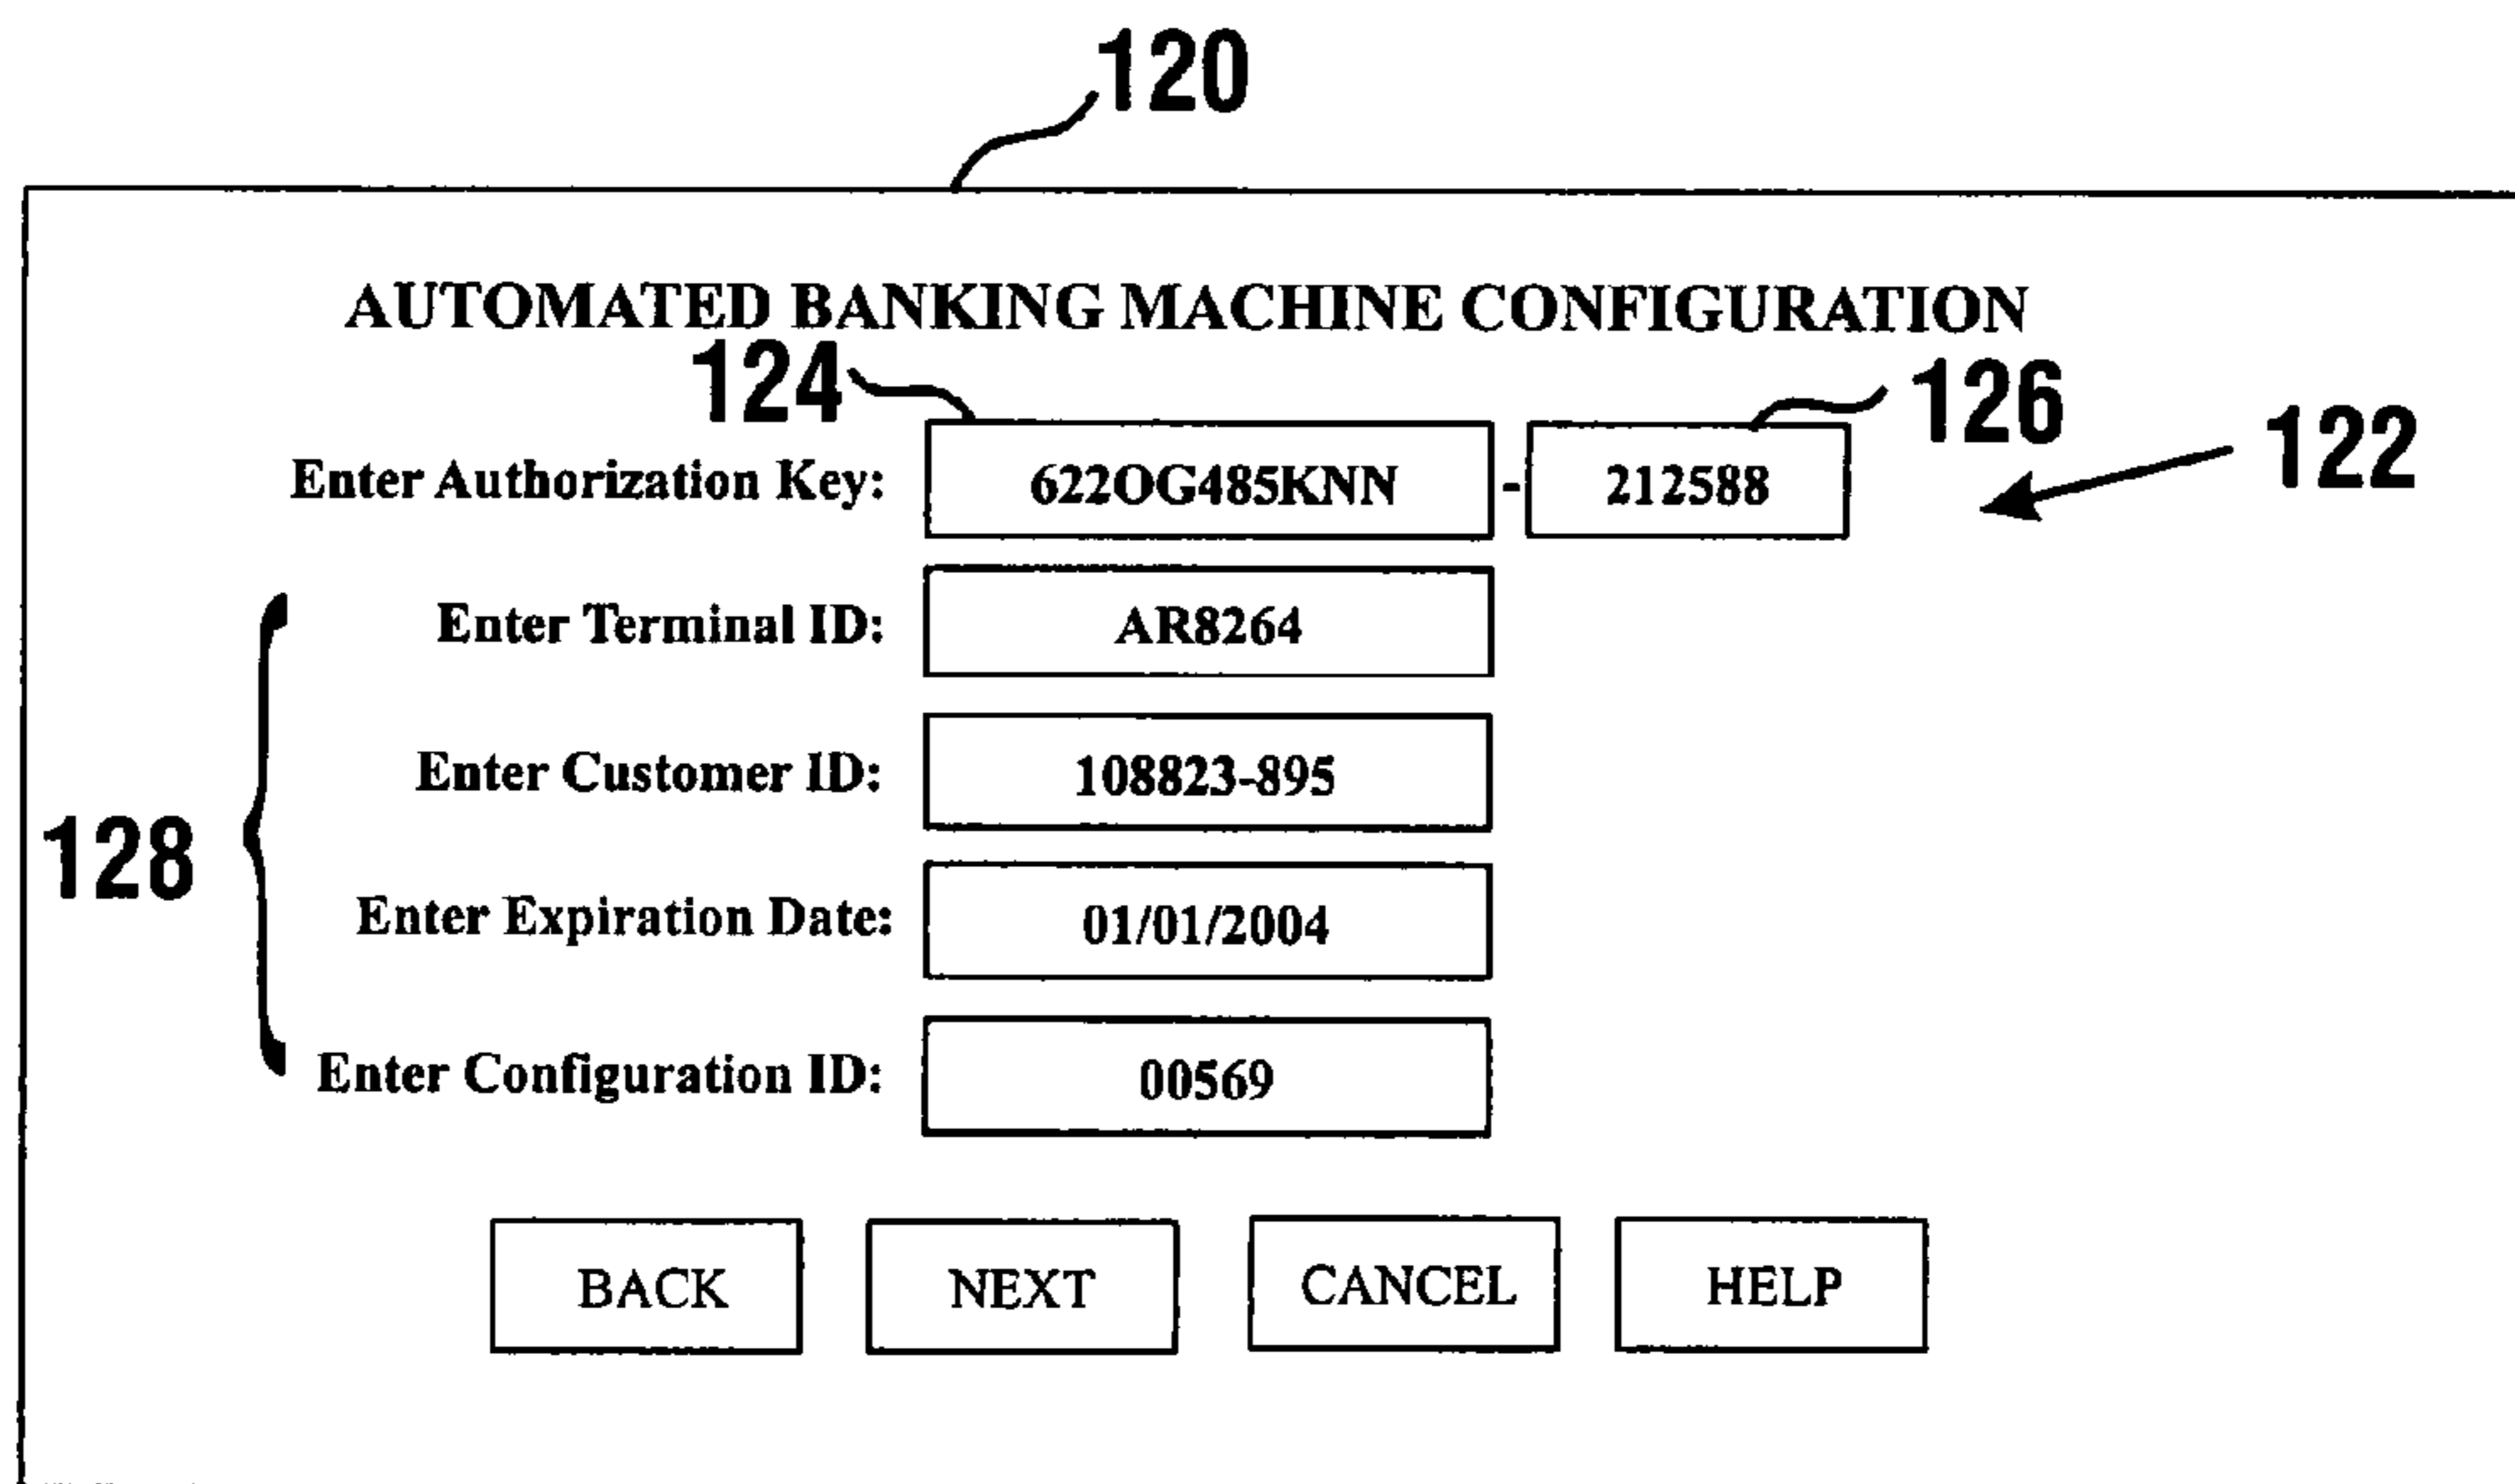 120
AUTOMATED BANKING MACHINE CONFIGURATION
124
126
122
Enter Authorization Key: 622OG485KNN - 212588
Enter Terminal ID: AR8264
Enter Customer ID: 108823-895
128
Enter Expiration Date: 01/01/2004
Enter Configuration ID: 00569
BACK NEXT CANCEL HELP